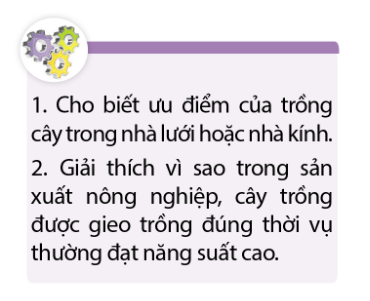 1. Cho biết ưu điểm của trồng
cây trong nhà lưới hoặc nhà kính.
2. Giải thích vì sao trong sản
xuất nông nghiệp, cây trồng
được gieo trồng đúng thời vụ
thường đạt năng suất cao.